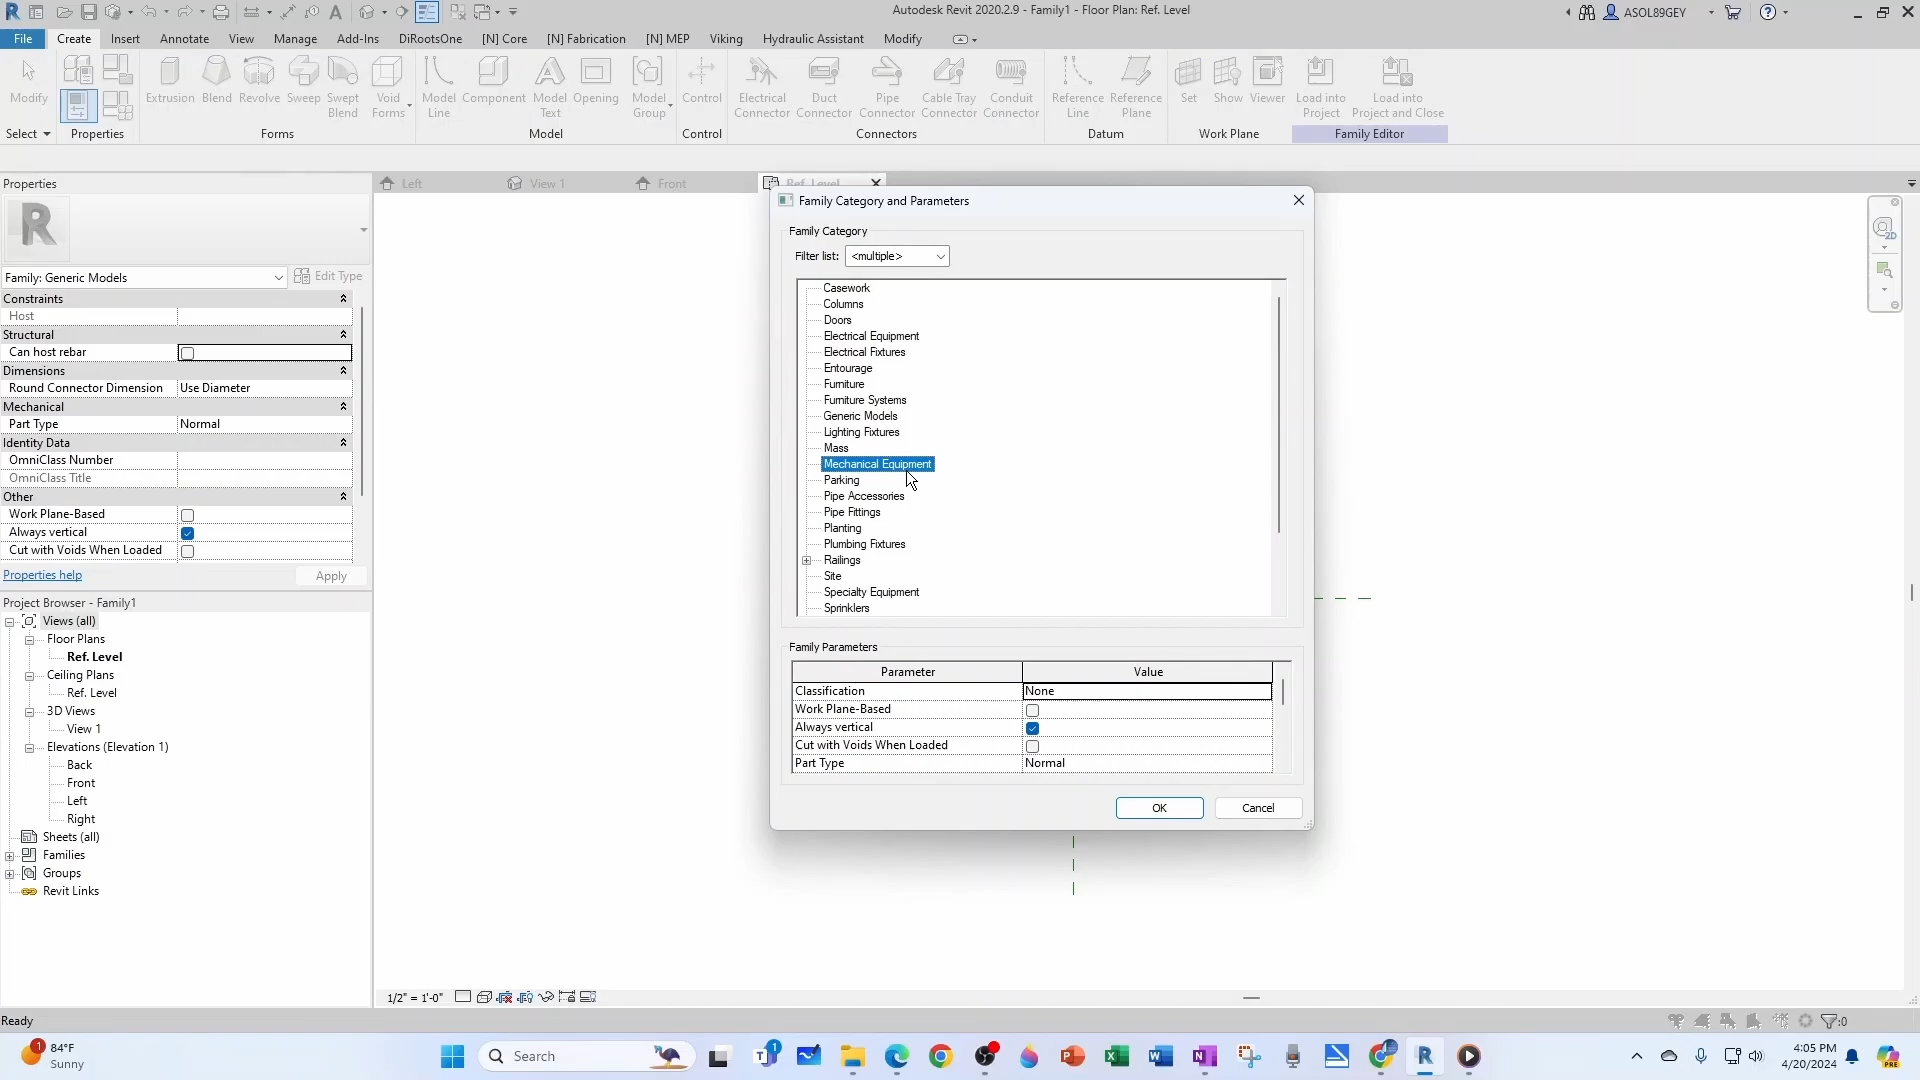 Autodesk Revit 2020.2.9 - Family1 - Floor Plan: Ref. Level
ASOL89GEY
File Create Insert Annotate View Manage Add-Ins DiRootsOne [N] Core [N] Fabrication [N] MEP Viking Hydraulic Assistant Modify
Modify
Extrusion Blend Revolve Sweep Swept Blend Void Forms
Model Line Component Model Text Opening Model Group
Control
Electrical Connector Duct Connector Pipe Connector Cable Tray Connector Conduit Connector
Reference Line Reference Plane
Set Show Viewer
Load into Project Load into Project and Close
Select Properties Forms Model Control Connectors Datum Work Plane Family Editor
Properties
Left View 1 Front Ref. Level
Family: Generic Models Edit Type
Constraints
Host
Structural
Can host rebar
Dimensions
Round Connector Dimension Use Diameter
Mechanical
Part Type Normal
Identity Data
OmniClass Number
OmniClass Title
Other
Work Plane-Based
Always vertical
Cut with Voids When Loaded
Properties help Apply
Project Browser - Family1
Views (all)
Floor Plans
Ref. Level
Ceiling Plans
Ref. Level
3D Views
View 1
Elevations (Elevation 1)
Back
Front
Left
Right
Sheets (all)
Families
Groups
Revit Links
Family Category and Parameters
Family Category
Filter list: <multiple>
Casework
Columns
Doors
Electrical Equipment
Electrical Fixtures
Entourage
Furniture
Furniture Systems
Generic Models
Lighting Fixtures
Mass
Mechanical Equipment
Parking
Pipe Accessories
Pipe Fittings
Planting
Plumbing Fixtures
Railings
Site
Specialty Equipment
Sprinklers
Family Parameters
Parameter Value
Classification None
Work Plane-Based
Always vertical
Cut with Voids When Loaded
Part Type Normal
OK Cancel
2D
1/2" = 1'-0"
Ready
:0
1 84°F
Sunny
Search
1
4:05 PM
4/20/2024
PRE